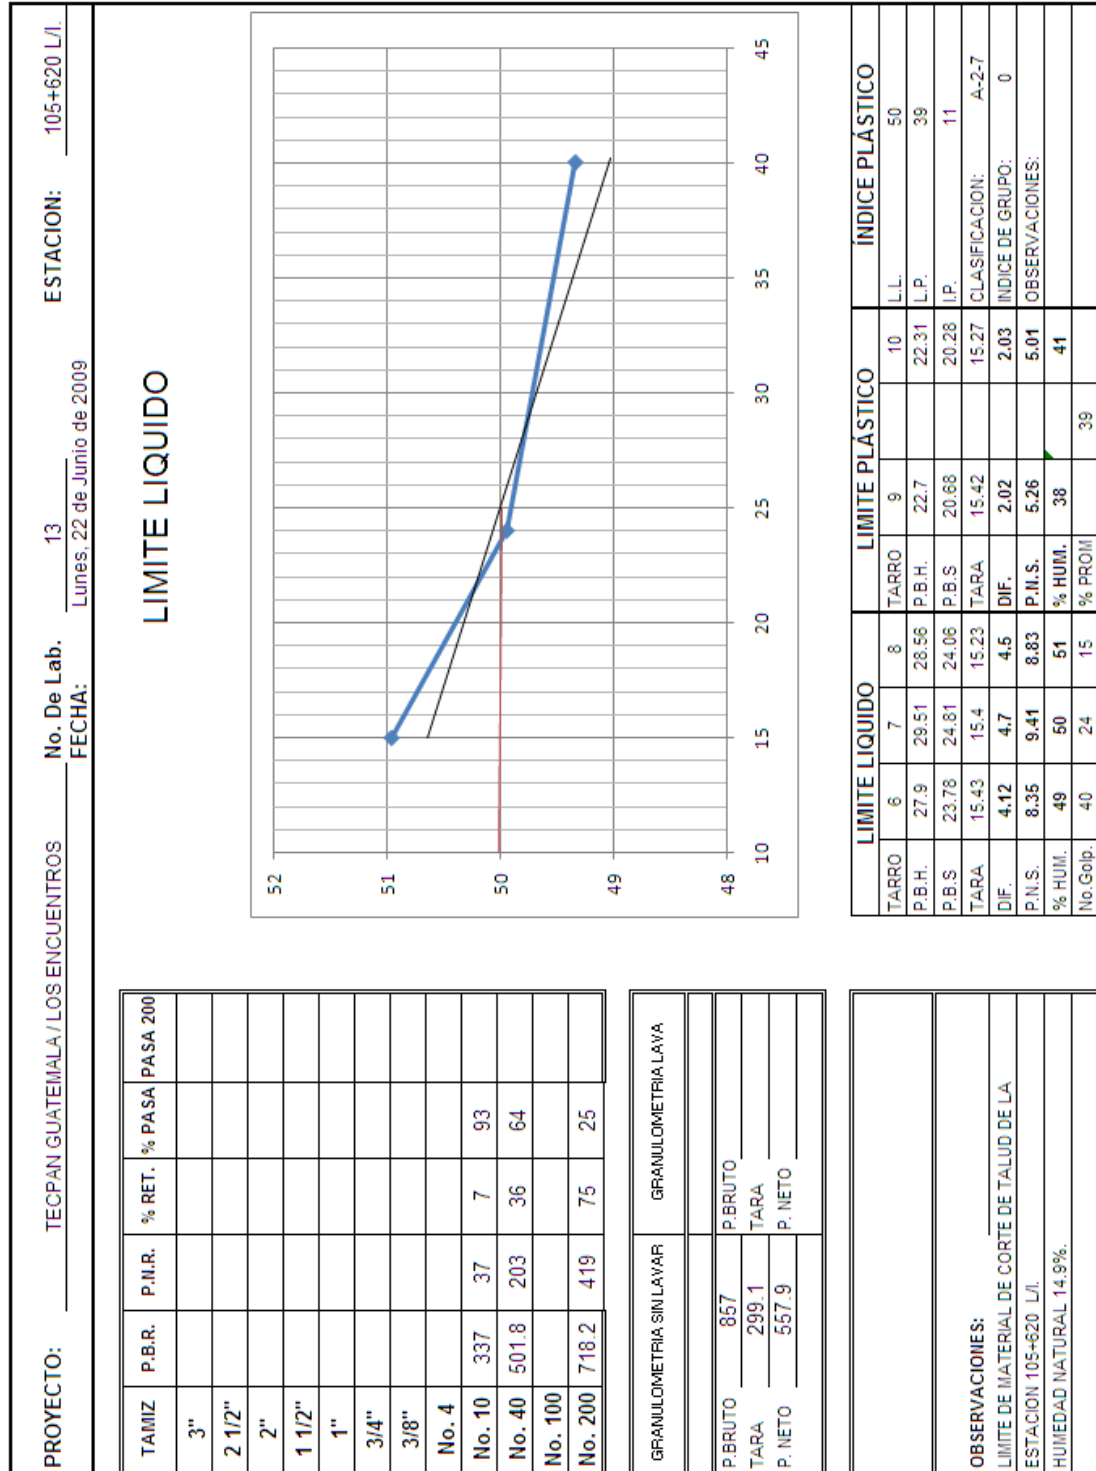 PROYECTO: TECPAN GUATEMALA / LOS ENCUENTROS No. De Lab. 13 ESTACION: 105+620 L/I.
FECHA: Lunes, 22 de Junio de 2009
TAMIZ P.B.R. P.N.R. % RET. % PASA PASA 200
3"
2 1/2"
2"
1 1/2"
1"
3/4"
3/8"
No. 4
No. 10 337 37 7 93
No. 40 501.8 203 36 64
No. 100
No. 200 718.2 419 75 25
GRANULOMETRIA SIN LAVAR GRANULOMETRIA LAVA
P.BRUTO 857 P.BRUTO
TARA 299.1 TARA
P. NETO 557.9 P. NETO
OBSERVACIONES:
LIMITE DE MATERIAL DE CORTE DE TALUD DE LA
ESTACION 105+620 L/I.
HUMEDAD NATURAL 14.9%.
LIMITE LIQUIDO
52
51
50
49
48
10 15 20 25 30 35 40 45
LIMITE LIQUIDO LIMITE PLÁSTICO ÍNDICE PLÁSTICO
TARRO 6 7 8 TARRO 9 10 L.L. 50
P.B.H. 27.9 29.51 28.56 P.B.H. 22.7 22.31 L.P. 39
P.B.S 23.78 24.81 24.06 P.B.S 20.68 20.28 I.P. 11
TARA 15.43 15.4 15.23 TARA 15.42 15.27 CLASIFICACION: A-2-7
DIF. 4.12 4.7 4.5 DIF. 2.02 2.03 INDICE DE GRUPO: 0
P.N.S. 8.35 9.41 8.83 P.N.S. 5.26 5.01 OBSERVACIONES:
% HUM. 49 50 51 % HUM. 38 41
No.Golp. 40 24 15 % PROM 39